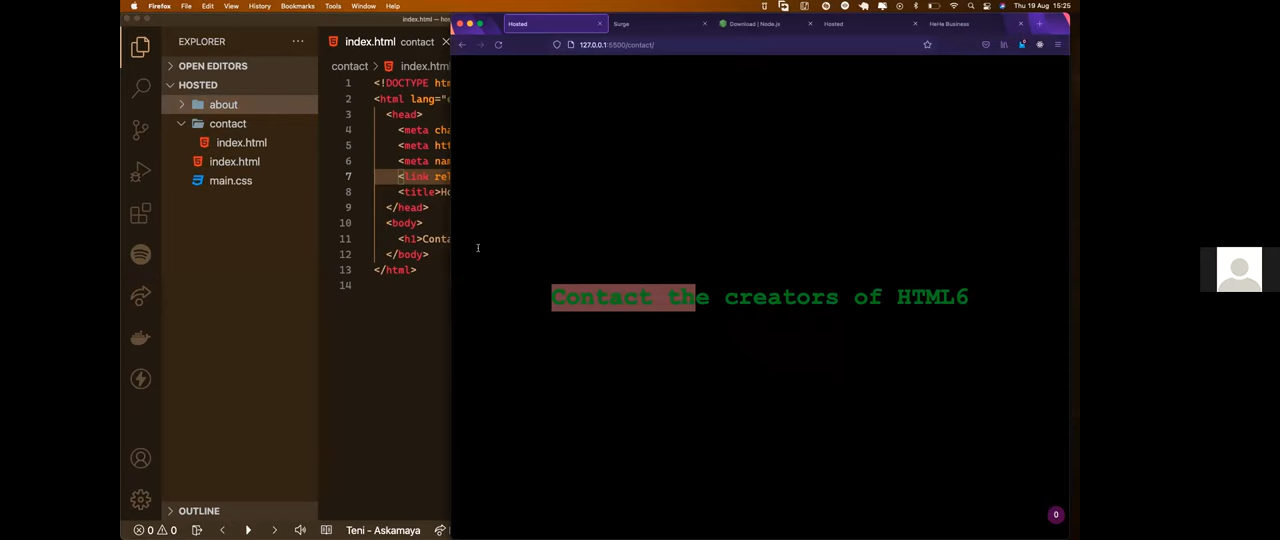 Firefox File Edit View History Bookmarks Tools Window Help Thu 19 Aug 15:25
index.html — hos
Hosted Surge Download | Node.js Hosted HeHe Business
127.0.0.1:5500/contact/
EXPLORER
OPEN EDITORS
HOSTED
about
contact
index.html
index.html
main.css
OUTLINE
index.html contact
contact > index.html
1 <!DOCTYPE htm
2 <html lang="e
3 <head>
4 <meta cha
5 <meta htt
6 <meta nam
7 <link rel
8 <title>Ho
9 </head>
10 <body>
11 <h1>Conta
12 </body>
13 </html>
14
Contact the creators of HTML6
0
0 0 Teni - Askamaya